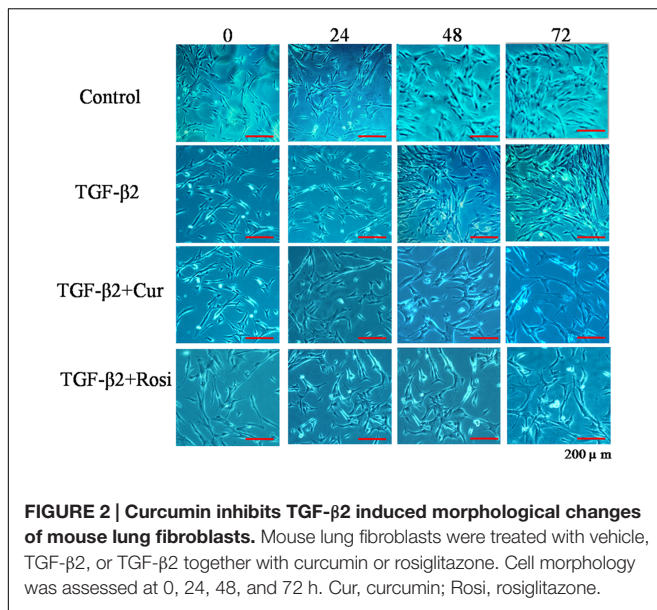 0 24 48 72
Control
TGF-β2
TGF-β2+Cur
TGF-β2+Rosi
200 μ m
FIGURE 2 | Curcumin inhibits TGF-β2 induced morphological changes
of mouse lung fibroblasts. Mouse lung fibroblasts were treated with vehicle,
TGF-β2, or TGF-β2 together with curcumin or rosiglitazone. Cell morphology
was assessed at 0, 24, 48, and 72 h. Cur, curcumin; Rosi, rosiglitazone.